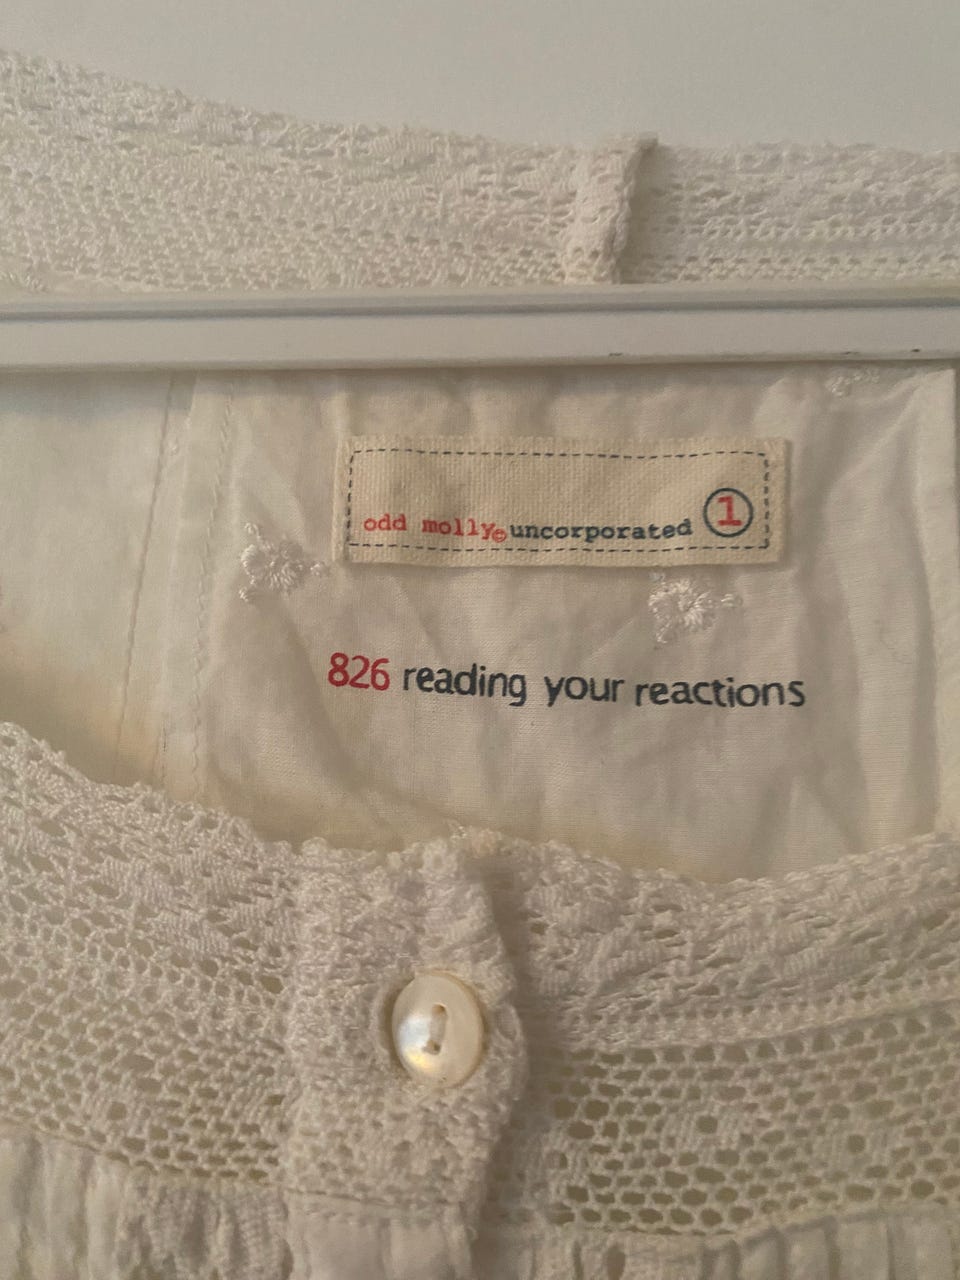 odd molly©uncorporated 1
826 reading your reactions